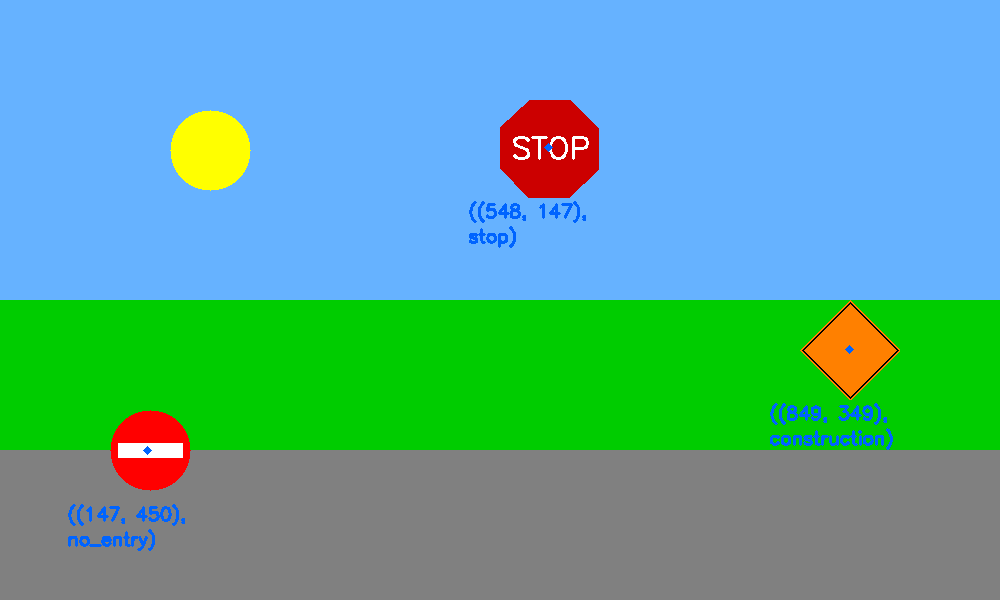 STOP
((548, 147),
stop)
((849, 349),
construction)
((147, 450),
no_entry)